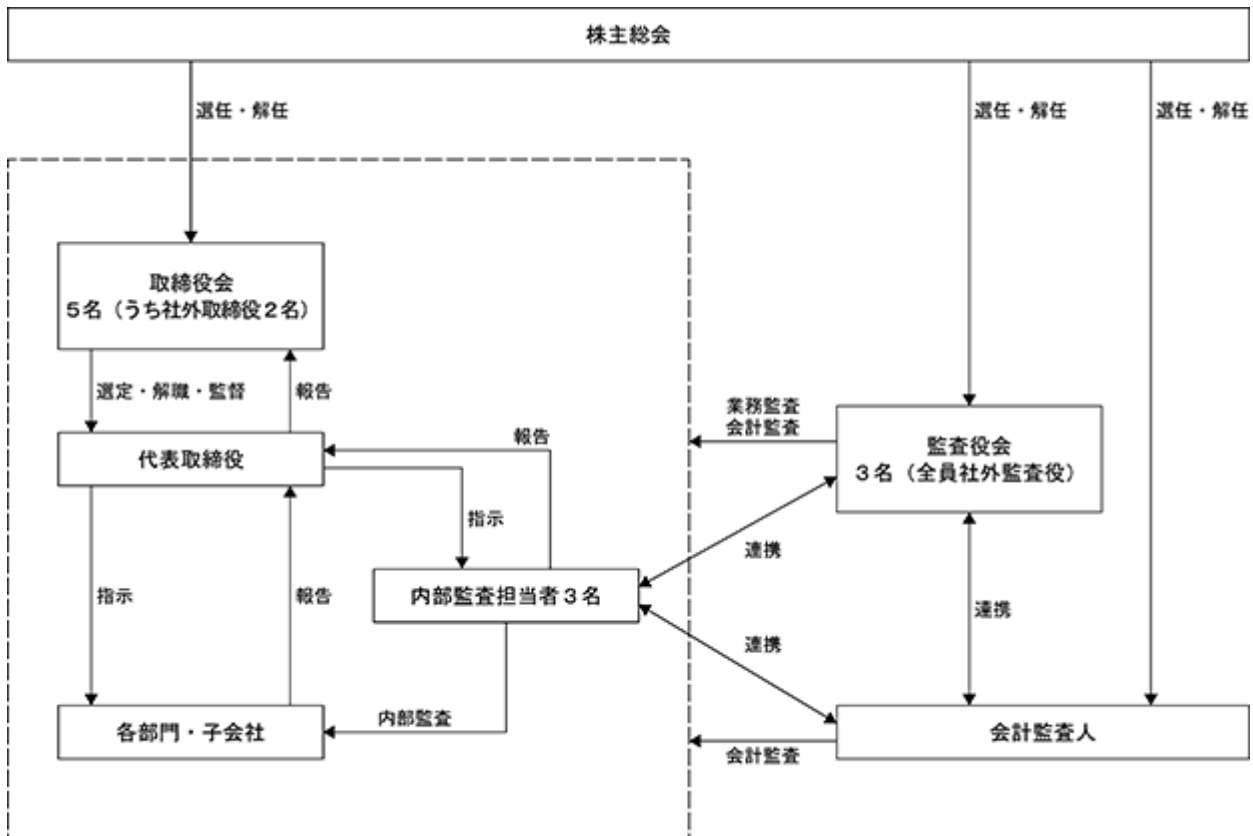 株主総会
選任・解任
選任・解任
選任・解任
取締役会
5名（うち社外取締役2名）
選定・解職・監督
報告
代表取締役
報告
指示
業務監査
会計監査
監査役会
3名（全員社外監査役）
連携
内部監査担当者3名
指示
報告
連携
連携
内部監査
各部門・子会社
会計監査
会計監査人